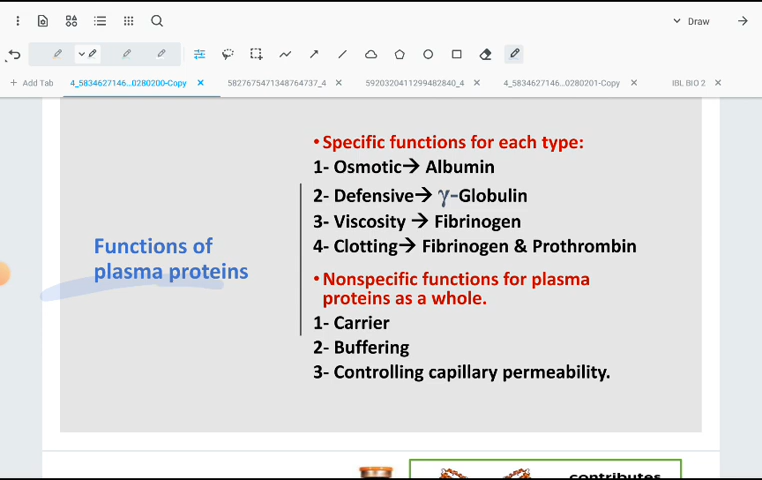 Draw
Add Tab
4_5834627146...0280200-Copy
5827675471348764737_4
5920320411299482840_4
4_5834627146...0280201-Copy
IBL BIO 2
Functions of
plasma proteins
• Specific functions for each type:
1- Osmotic→ Albumin
2- Defensive→ γ-Globulin
3- Viscosity → Fibrinogen
4- Clotting→ Fibrinogen & Prothrombin
• Nonspecific functions for plasma
proteins as a whole.
1- Carrier
2- Buffering
3- Controlling capillary permeability.
contributes